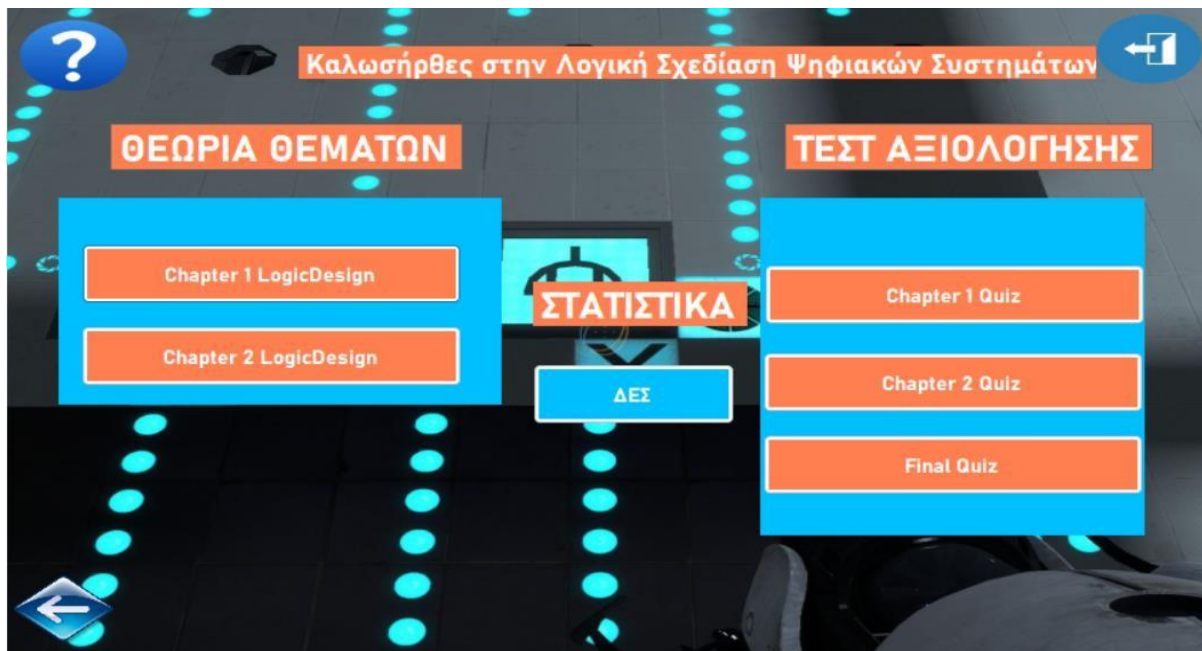 ?
Καλωσήρθες στην Λογική Σχεδίαση Ψηφιακών Συστημάτων
ΘΕΩΡΙΑ ΘΕΜΑΤΩΝ
Chapter 1 LogicDesign
Chapter 2 LogicDesign
ΣΤΑΤΙΣΤΙΚΑ
ΔΕΣ
ΤΕΣΤ ΑΞΙΟΛΟΓΗΣΗΣ
Chapter 1 Quiz
Chapter 2 Quiz
Final Quiz